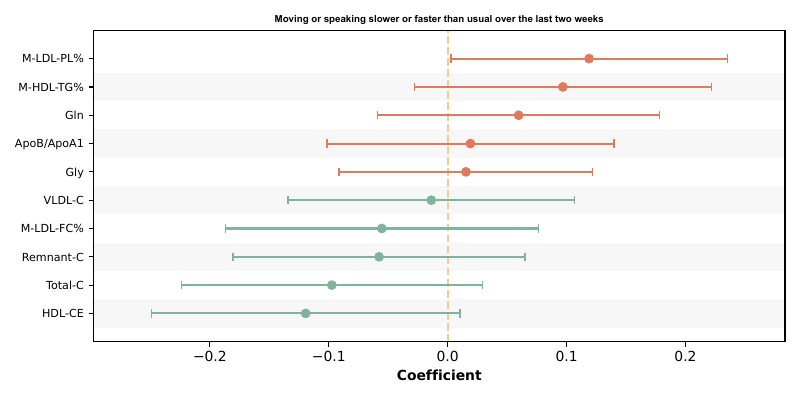 Moving or speaking slower or faster than usual over the last two weeks
M-LDL-PL%
M-HDL-TG%
Gln
ApoB/ApoA1
Gly
VLDL-C
M-LDL-FC%
Remnant-C
Total-C
HDL-CE
−0.2 −0.1 0.0 0.1 0.2
Coefficient